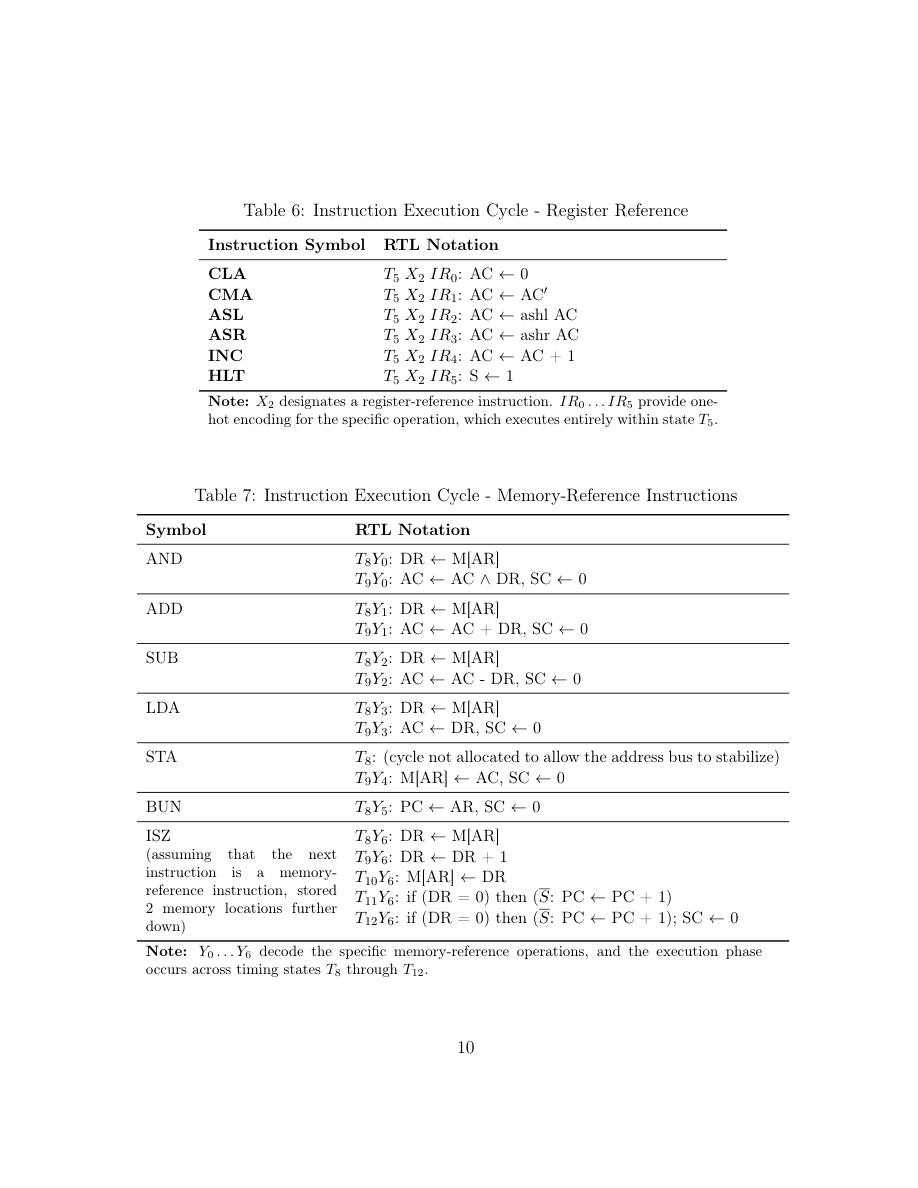 Table 6: Instruction Execution Cycle - Register Reference
Instruction Symbol RTL Notation
CLA T₅ X₂ IR₀: AC ← 0
CMA T₅ X₂ IR₁: AC ← AC′
ASL T₅ X₂ IR₂: AC ← ashl AC
ASR T₅ X₂ IR₃: AC ← ashr AC
INC T₅ X₂ IR₄: AC ← AC + 1
HLT T₅ X₂ IR₅: S ← 1
Note: X₂ designates a register-reference instruction. IR₀ . . . IR₅ provide one-
hot encoding for the specific operation, which executes entirely within state T₅.
Table 7: Instruction Execution Cycle - Memory-Reference Instructions
Symbol RTL Notation
AND T₈Y₀: DR ← M[AR]
T₉Y₀: AC ← AC ∧ DR, SC ← 0
ADD T₈Y₁: DR ← M[AR]
T₉Y₁: AC ← AC + DR, SC ← 0
SUB T₈Y₂: DR ← M[AR]
T₉Y₂: AC ← AC - DR, SC ← 0
LDA T₈Y₃: DR ← M[AR]
T₉Y₃: AC ← DR, SC ← 0
STA T₈: (cycle not allocated to allow the address bus to stabilize)
T₉Y₄: M[AR] ← AC, SC ← 0
BUN T₈Y₅: PC ← AR, SC ← 0
ISZ
(assuming that the next
instruction is a memory-
reference instruction, stored
2 memory locations further
down)
T₈Y₆: DR ← M[AR]
T₉Y₆: DR ← DR + 1
T₁₀Y₆: M[AR] ← DR
T₁₁Y₆: if (DR = 0) then (S̅: PC ← PC + 1)
T₁₂Y₆: if (DR = 0) then (S̅: PC ← PC + 1); SC ← 0
Note: Y₀ . . . Y₆ decode the specific memory-reference operations, and the execution phase
occurs across timing states T₈ through T₁₂.
10